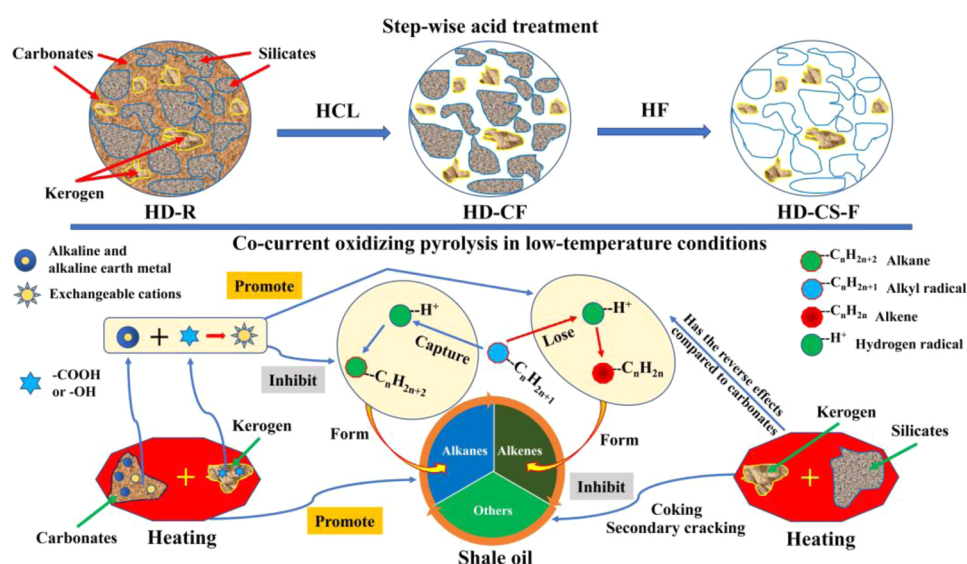 Step-wise acid treatment
Carbonates
Silicates
Kerogen
HCL
HF
HD-R
HD-CF
HD-CS-F
Co-current oxidizing pyrolysis in low-temperature conditions
Alkaline and
alkaline earth metal
Exchangeable cations
-COOH
or -OH
Promote
Inhibit
--H⁺
Capture
--CₙH₂ₙ₊₂
--CₙH₂ₙ₊₁
Lose
--H⁺
--CₙH₂ₙ
--CₙH₂ₙ₊₂ Alkane
--CₙH₂ₙ₊₁ Alkyl radical
--CₙH₂ₙ Alkene
--H⁺ Hydrogen radical
Has the reverse effects
compared to carbonates
Form
Form
Alkanes
Alkenes
Others
Shale oil
Kerogen
Carbonates
Heating
Promote
Inhibit
Coking
Secondary cracking
Kerogen
Silicates
Heating